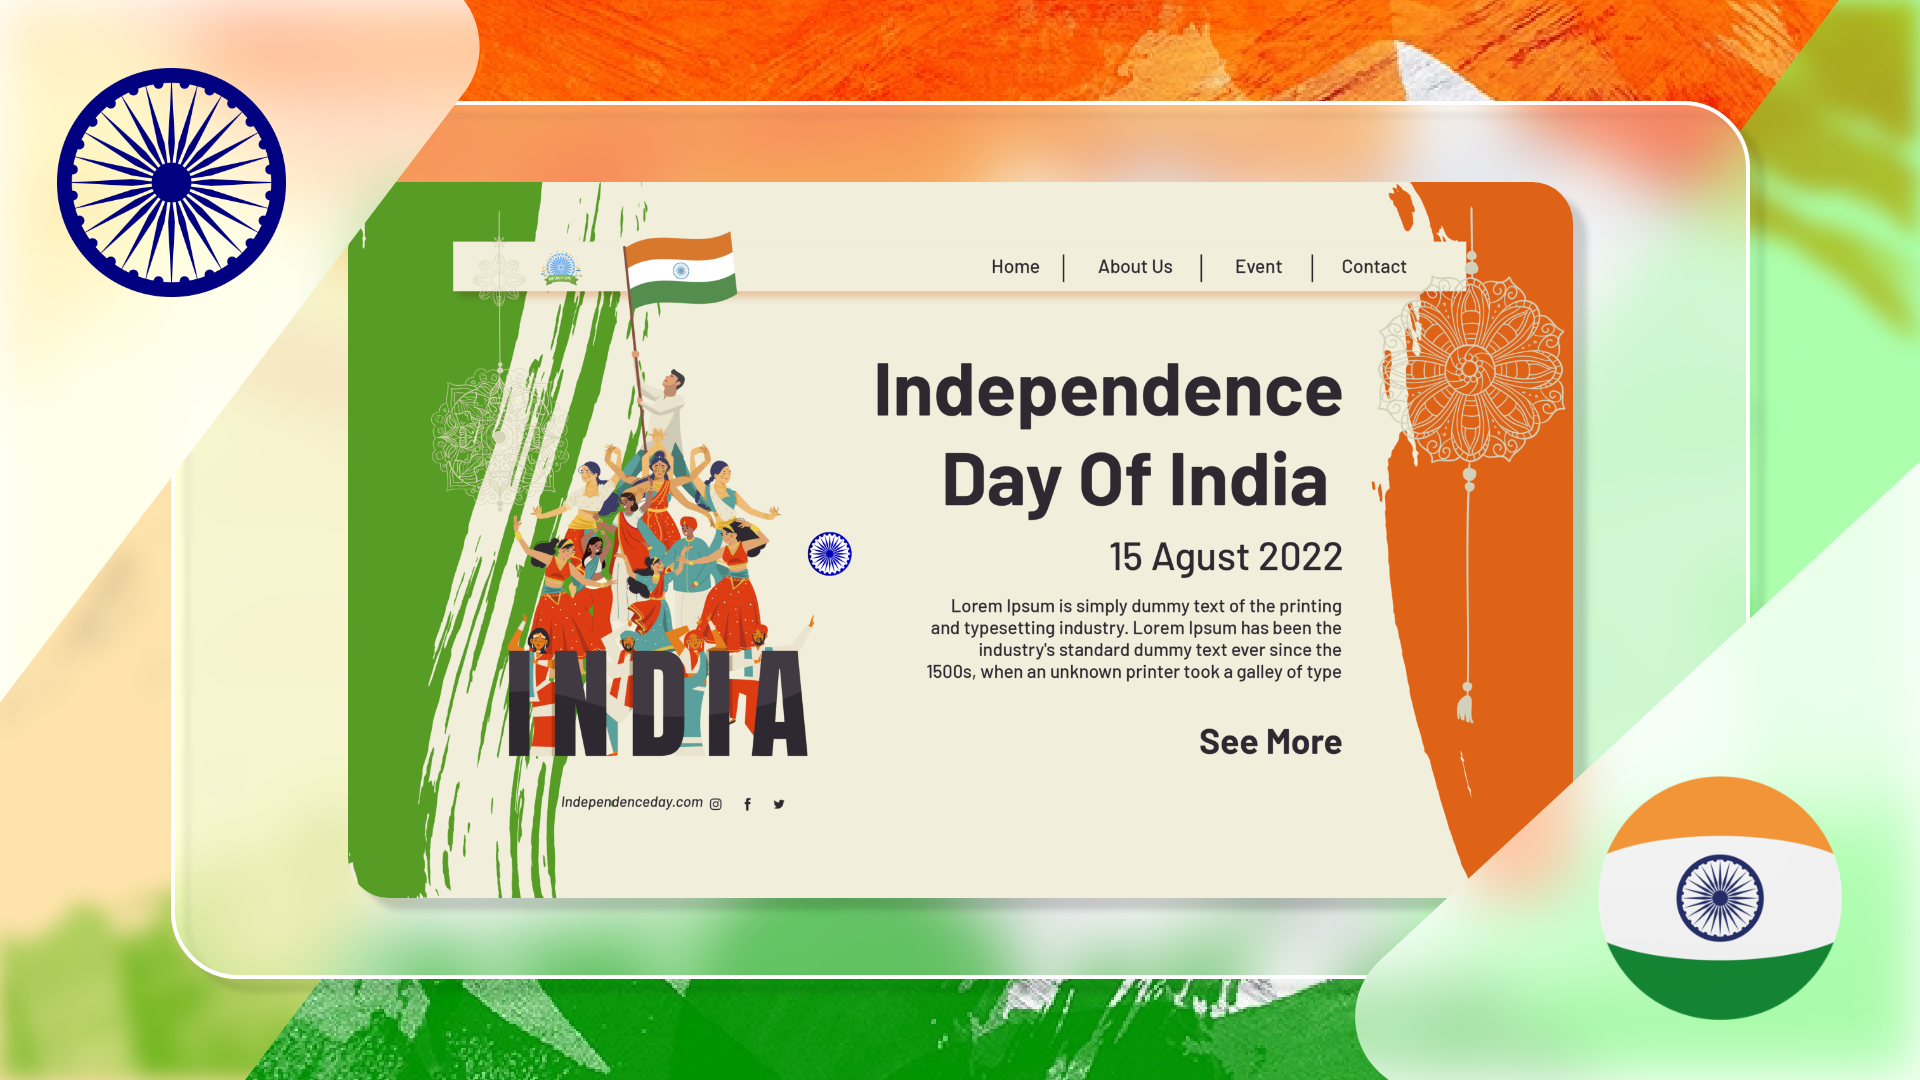 Home
About Us
Event
Contact
Independence
Day Of India
15 Agust 2022
Lorem Ipsum is simply dummy text of the printing
and typesetting industry. Lorem Ipsum has been the
industry's standard dummy text ever since the
1500s, when an unknown printer took a galley of type
See More
INDIA
Independenceday.com